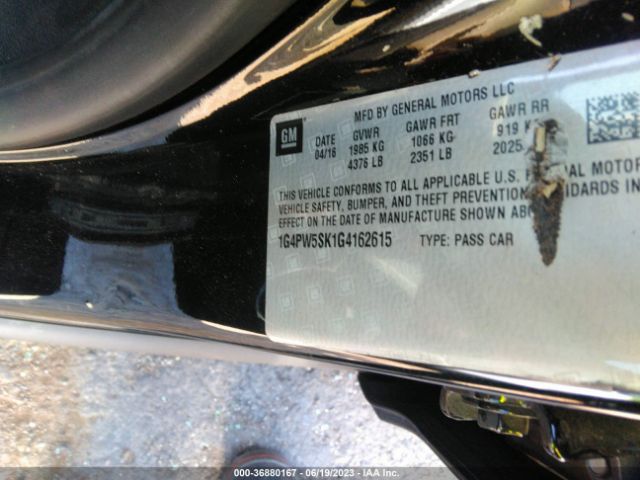 MFD BY GENERAL MOTORS LLC
GM
DATE GVWR GAWR FRT GAWR RR
04/16 1985 KG 1066 KG 919 K
4376 LB 2351 LB 2025
THIS VEHICLE CONFORMS TO ALL APPLICABLE U.S. MOTOR
VEHICLE SAFETY, BUMPER, AND THEFT PREVENTION STANDARDS IN
EFFECT ON THE DATE OF MANUFACTURE SHOWN
1G4PW5SK1G4162615 TYPE: PASS CAR
000-36880167 - 06/19/2023 - IAA Inc.